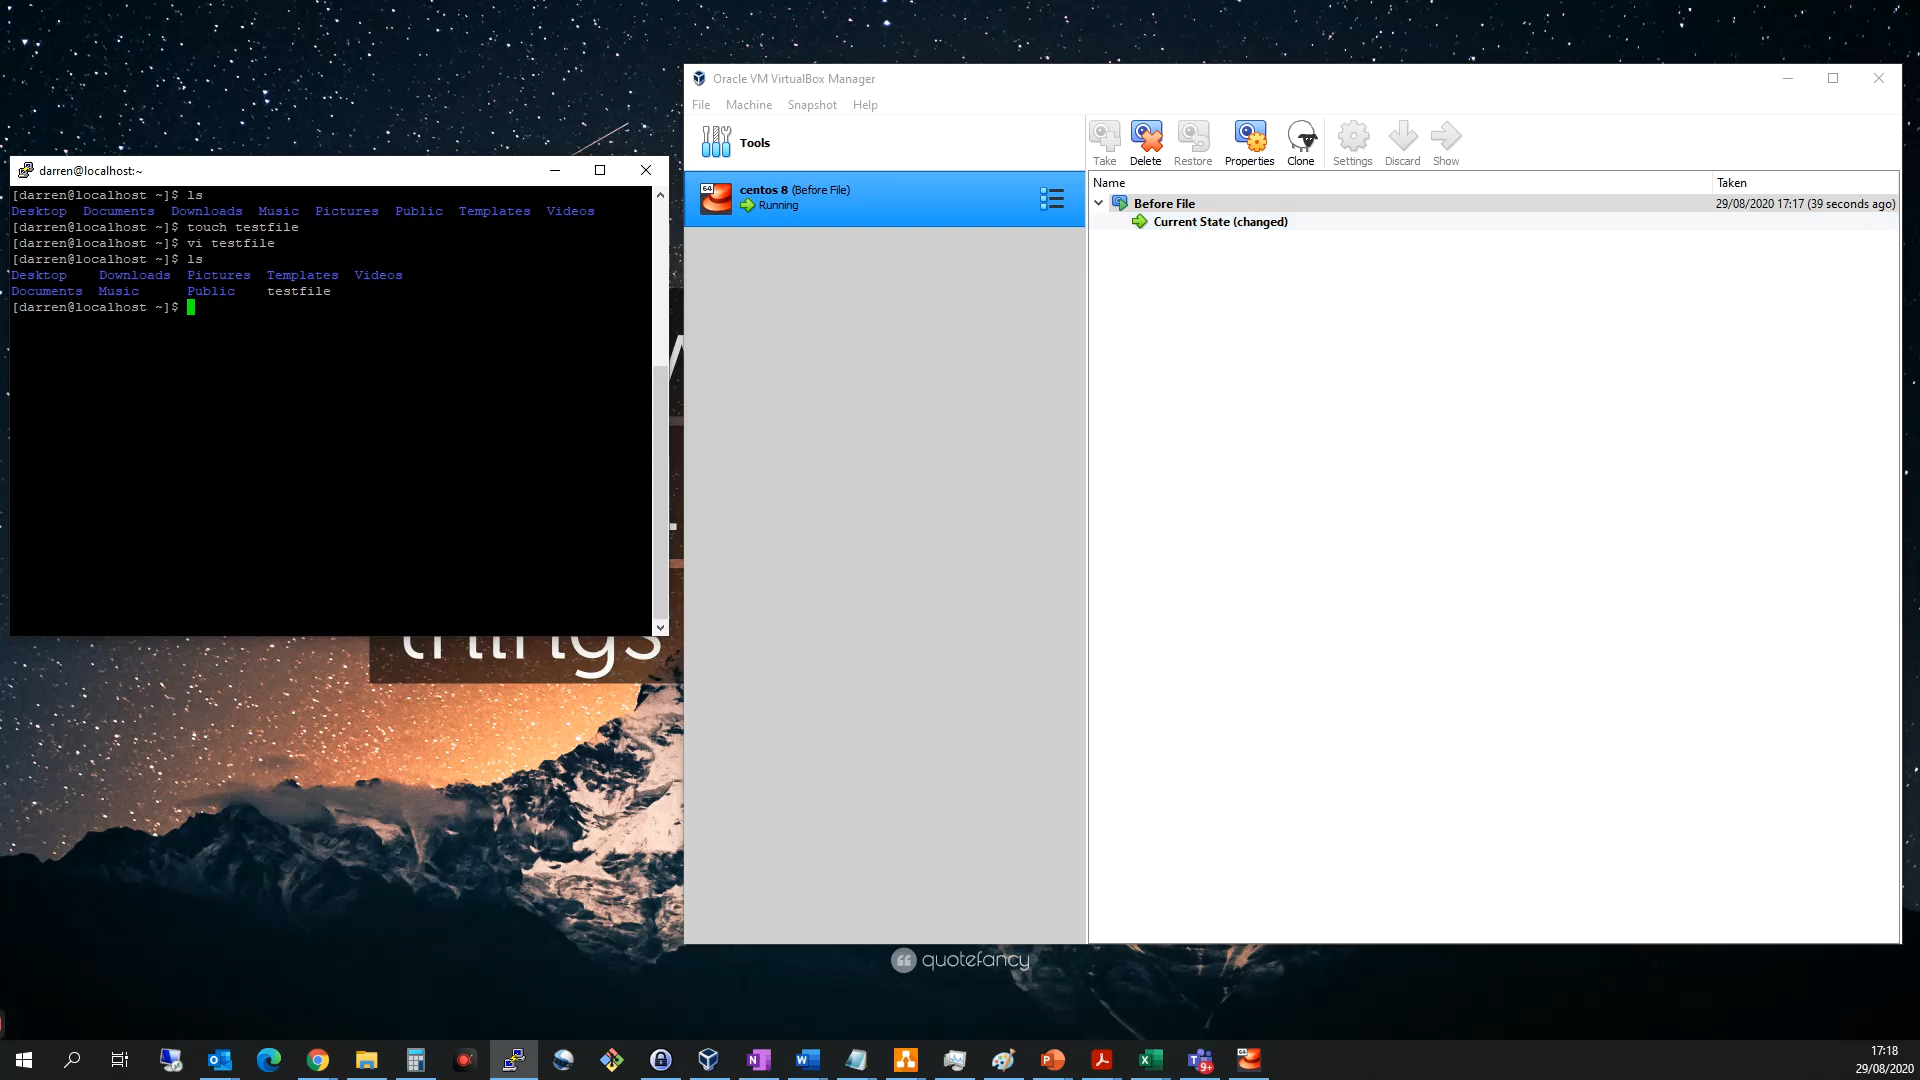 darren@localhost:~
[darren@localhost ~]$ ls
Desktop Documents Downloads Music Pictures Public Templates Videos
[darren@localhost ~]$ touch testfile
[darren@localhost ~]$ vi testfile
[darren@localhost ~]$ ls
Desktop Downloads Pictures Templates Videos
Documents Music Public testfile
[darren@localhost ~]$
things
Oracle VM VirtualBox Manager
File Machine Snapshot Help
Tools
64 centos 8 (Before File)
Running
Take Delete Restore Properties Clone Settings Discard Show
Name Taken
Before File 29/08/2020 17:17 (39 seconds ago)
Current State (changed)
quotefancy
9+
64
17:18
29/08/2020